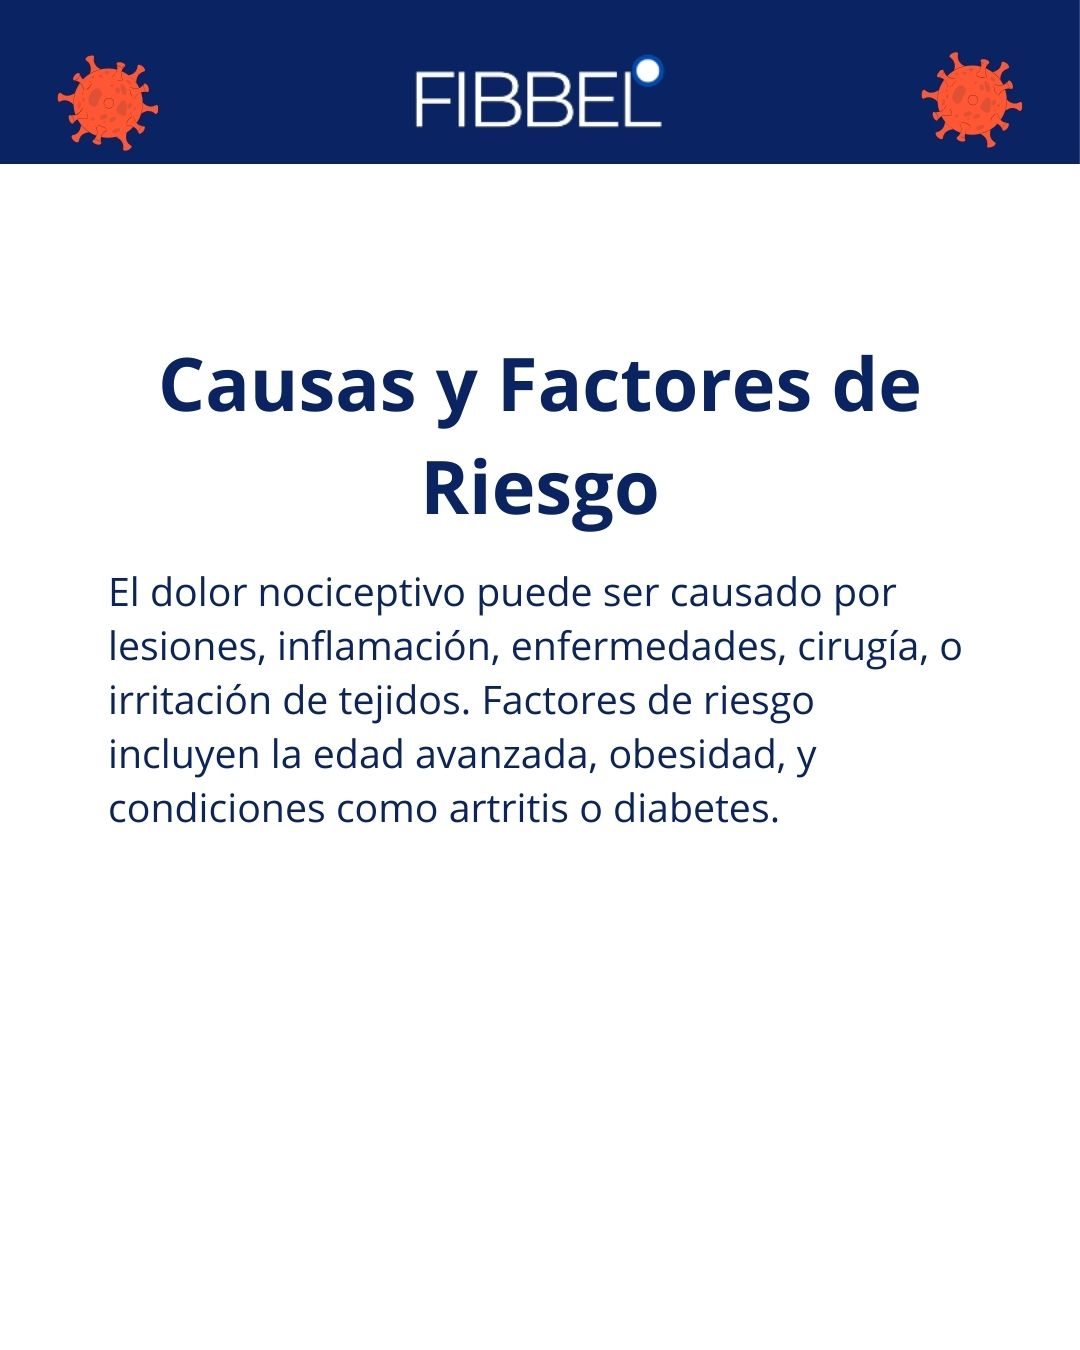 FIBBEL
Causas y Factores de
Riesgo
El dolor nociceptivo puede ser causado por
lesiones, inflamación, enfermedades, cirugía, o
irritación de tejidos. Factores de riesgo
incluyen la edad avanzada, obesidad, y
condiciones como artritis o diabetes.